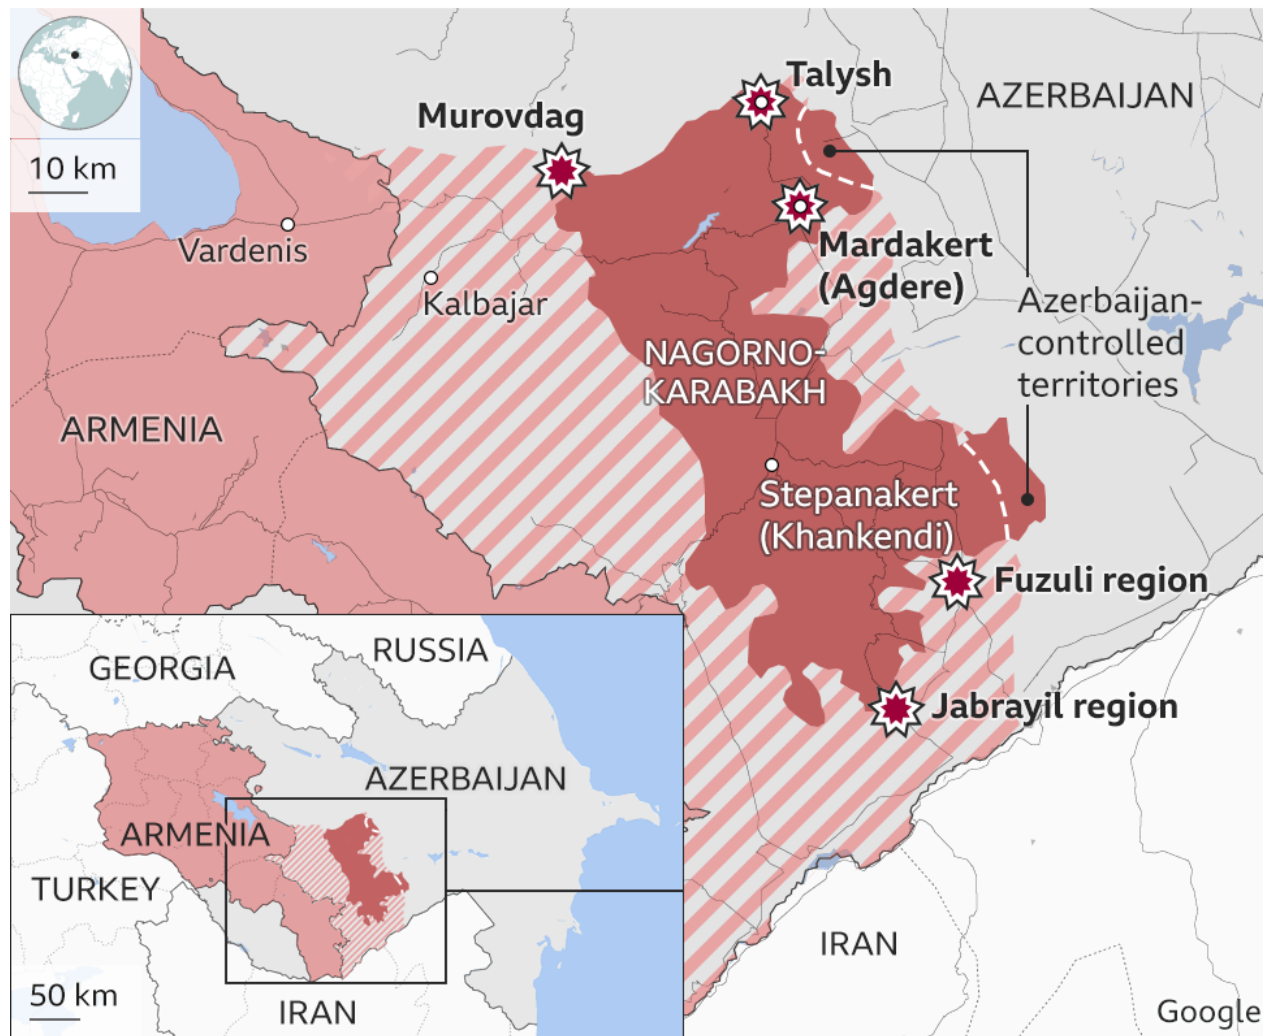 Talysh
AZERBAIJAN
Murovdag
10 km
Vardenis
Mardakert
(Agdere)
Kalbajar
Azerbaijan-
controlled
territories
NAGORNO-
KARABAKH
ARMENIA
Stepanakert
(Khankendi)
Fuzuli region
Jabrayil region
IRAN
Google
GEORGIA
RUSSIA
AZERBAIJAN
ARMENIA
TURKEY
50 km
IRAN